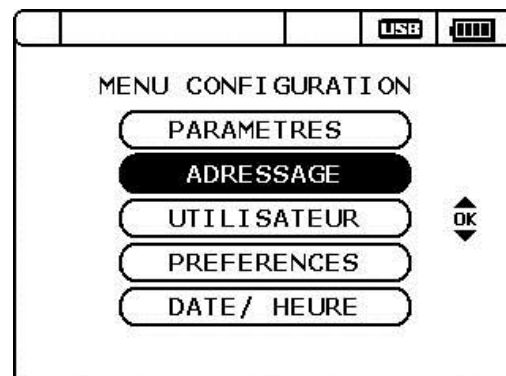 USB
MENU CONFIGURATION
PARAMETRES
ADRESSAGE
UTILISATEUR
OK
PREFERENCES
DATE/ HEURE